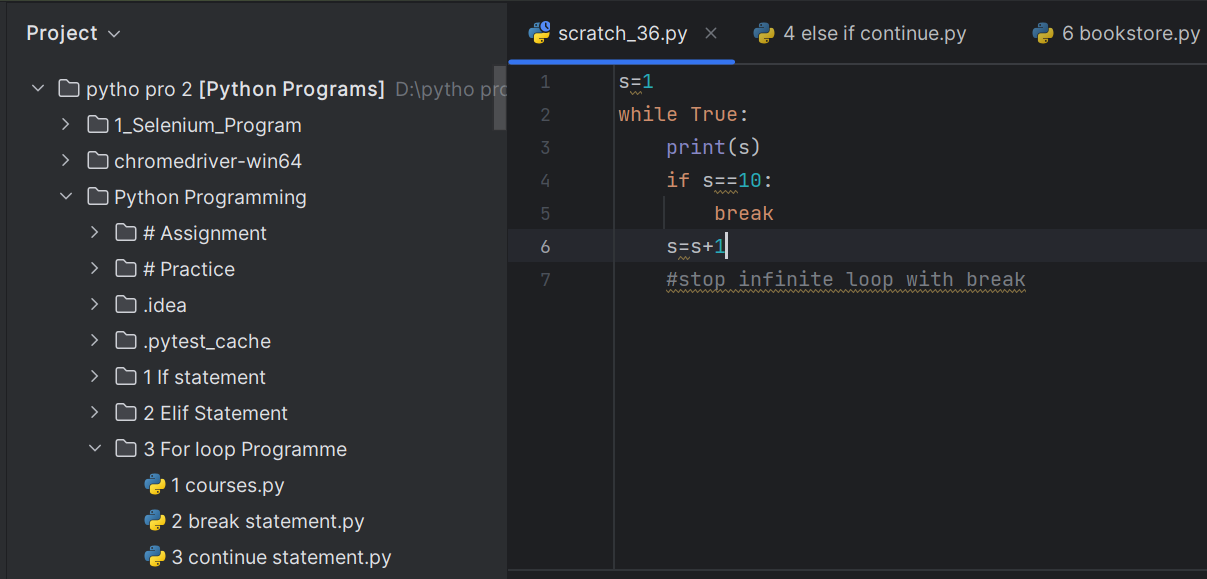 Project
pytho pro 2 [Python Programs] D:\pytho pro
1_Selenium_Program
chromedriver-win64
Python Programming
# Assignment
# Practice
.idea
.pytest_cache
1 If statement
2 Elif Statement
3 For loop Programme
1 courses.py
2 break statement.py
3 continue statement.py
scratch_36.py 4 else if continue.py 6 bookstore.py
1 s=1
2 while True:
3 print(s)
4 if s==10:
5 break
6 s=s+1
7 #stop infinite loop with break